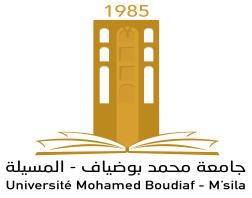 1985
جامعة محمد بوضياف - المسيلة
Université Mohamed Boudiaf - M'sila